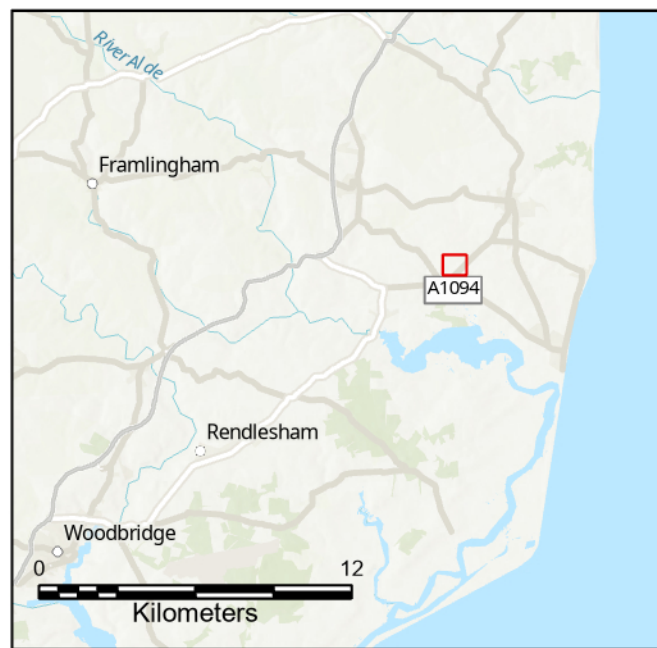 River Alde
Framlingham
A1094
Rendlesham
Woodbridge
0 12
Kilometers